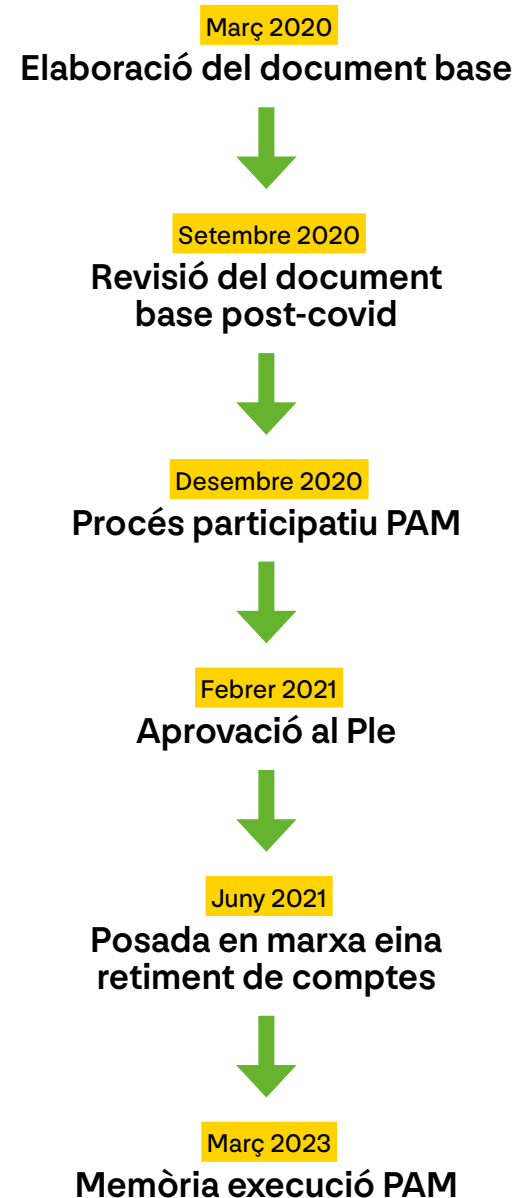 Març 2020
Elaboració del document base
Setembre 2020
Revisió del document
base post-covid
Desembre 2020
Procés participatiu PAM
Febrer 2021
Aprovació al Ple
Juny 2021
Posada en marxa eina
retiment de comptes
Març 2023
Memòria execució PAM